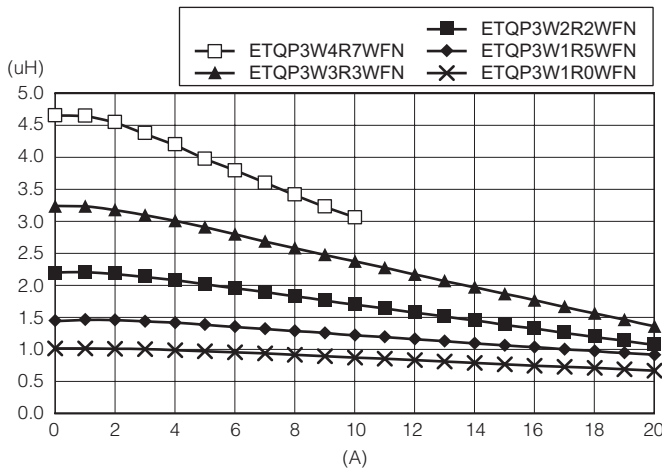 ETQP3W2R2WFN
ETQP3W4R7WFN ETQP3W1R5WFN
ETQP3W3R3WFN ETQP3W1R0WFN
(uH)
5.0
4.5
4.0
3.5
3.0
2.5
2.0
1.5
1.0
0.5
0.0
0 2 4 6 8 10 12 14 16 18 20
(A)